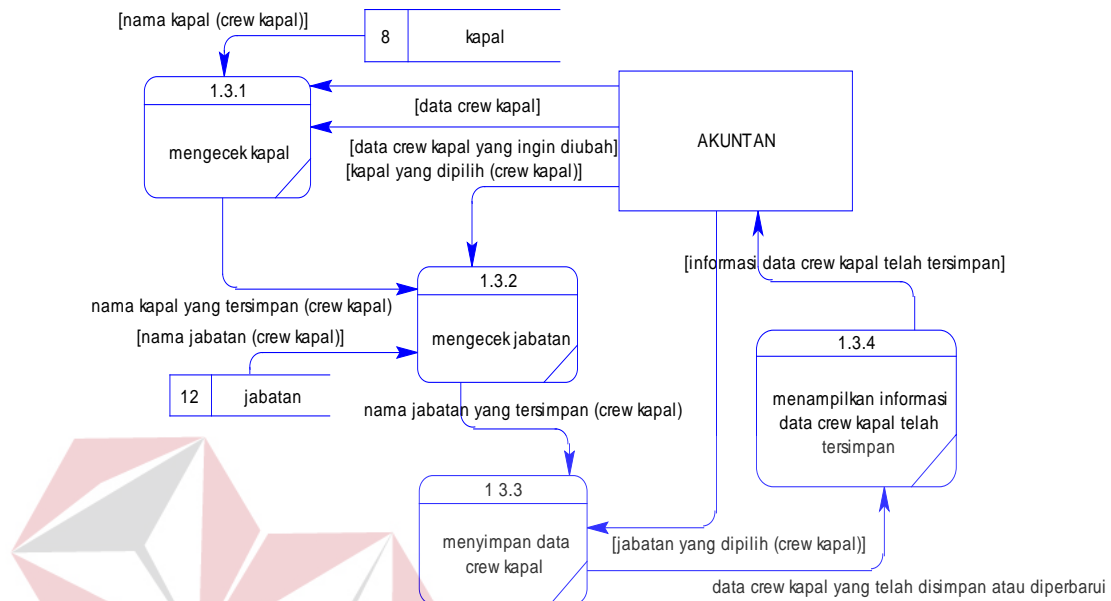 [nama kapal (crew kapal)]
8 kapal
1.3.1
mengecek kapal
[data crew kapal]
[data crew kapal yang ingin diubah]
[kapal yang dipilih (crew kapal)]
AKUNTAN
[informasi data crew kapal telah tersimpan]
nama kapal yang tersimpan (crew kapal)
1.3.2
mengecek jabatan
[nama jabatan (crew kapal)]
12 jabatan
nama jabatan yang tersimpan (crew kapal)
1.3.4
menampilkan informasi
data crew kapal telah
tersimpan
1 3.3
menyimpan data
crew kapal
[jabatan yang dipilih (crew kapal)]
data crew kapal yang telah disimpan atau diperbarui